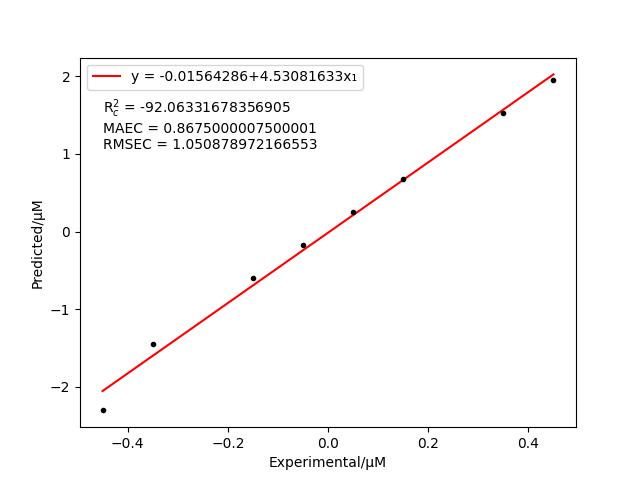 y = -0.01564286+4.53081633x₁
R²c = -92.06331678356905
MAEC = 0.8675000007500001
RMSEC = 1.050878972166553
2
1
0
−1
−2
Predicted/μM
−0.4 −0.2 0.0 0.2 0.4
Experimental/μM